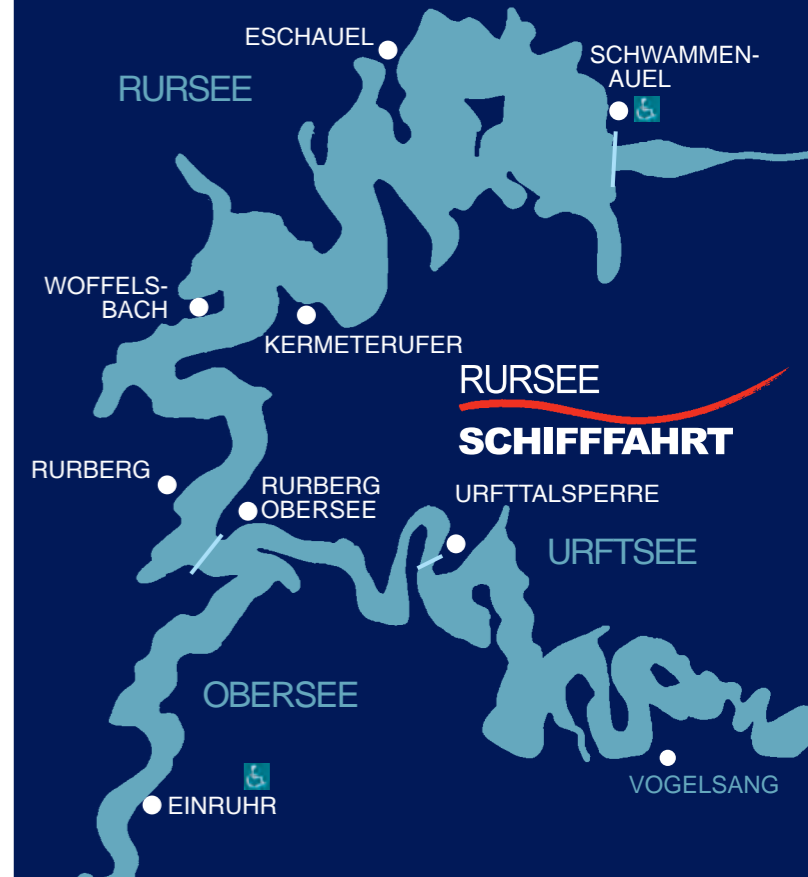 ESCHAUEL
SCHWAMMEN-
AUEL
RURSEE
WOFFELS-
BACH
KERMETERUFER
RURSEE
SCHIFFFAHRT
RURBERG
RURBERG
OBERSEE
URFTTALSPERRE
URFTSEE
OBERSEE
VOGELSANG
EINRUHR